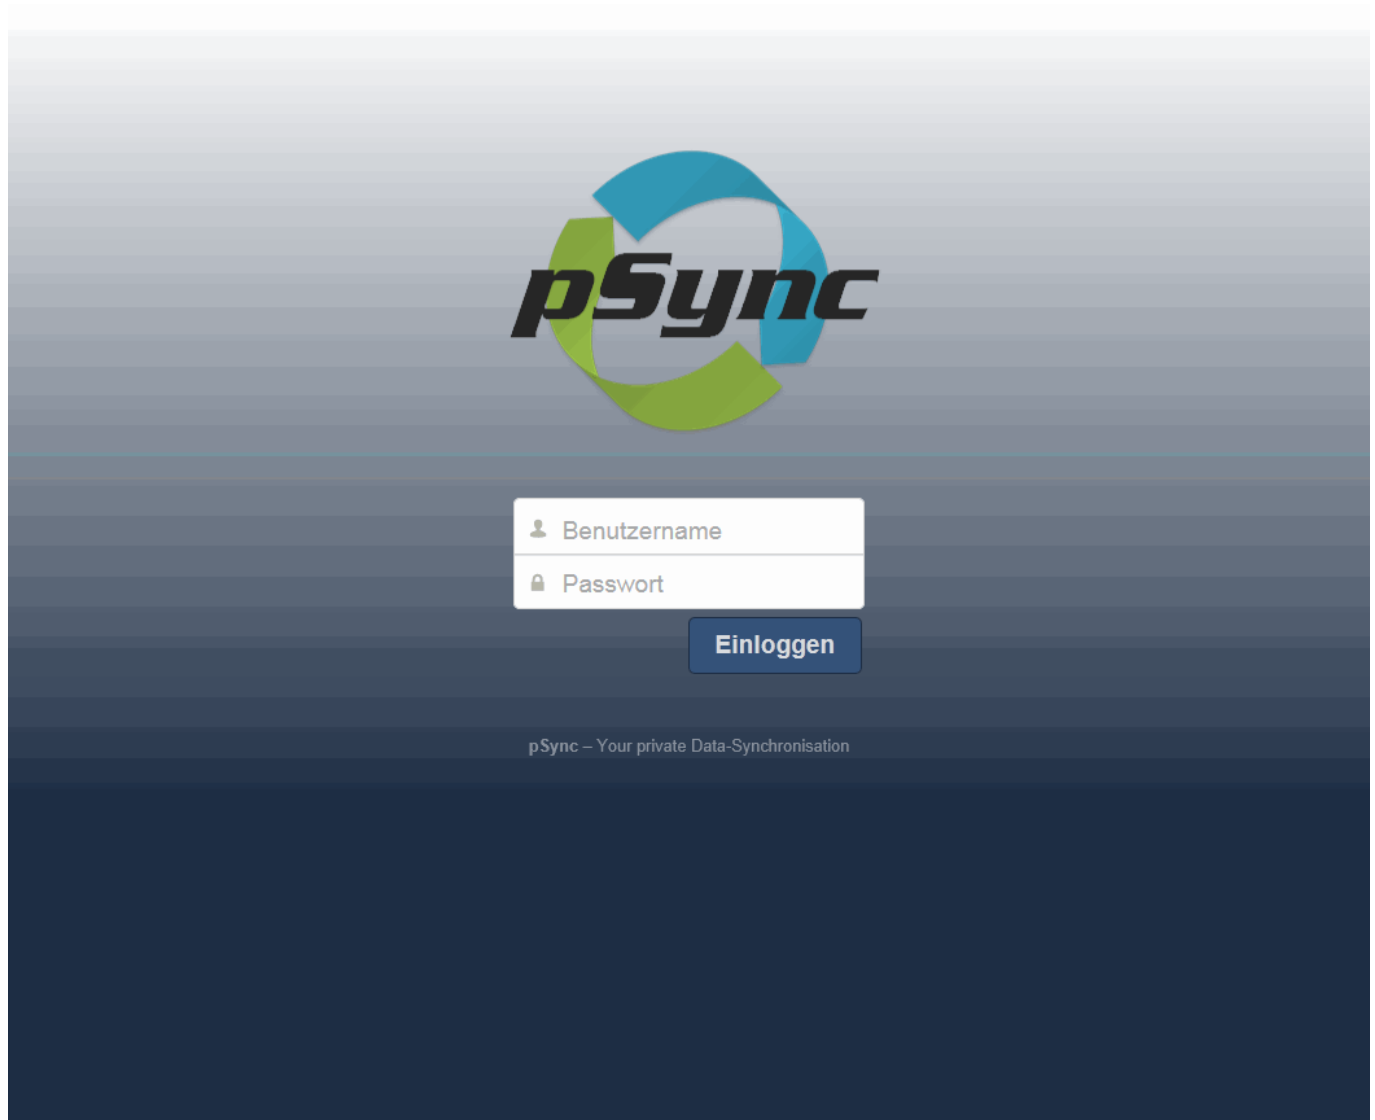 pSync
Benutzername
Passwort
Einloggen
pSync – Your private Data-Synchronisation